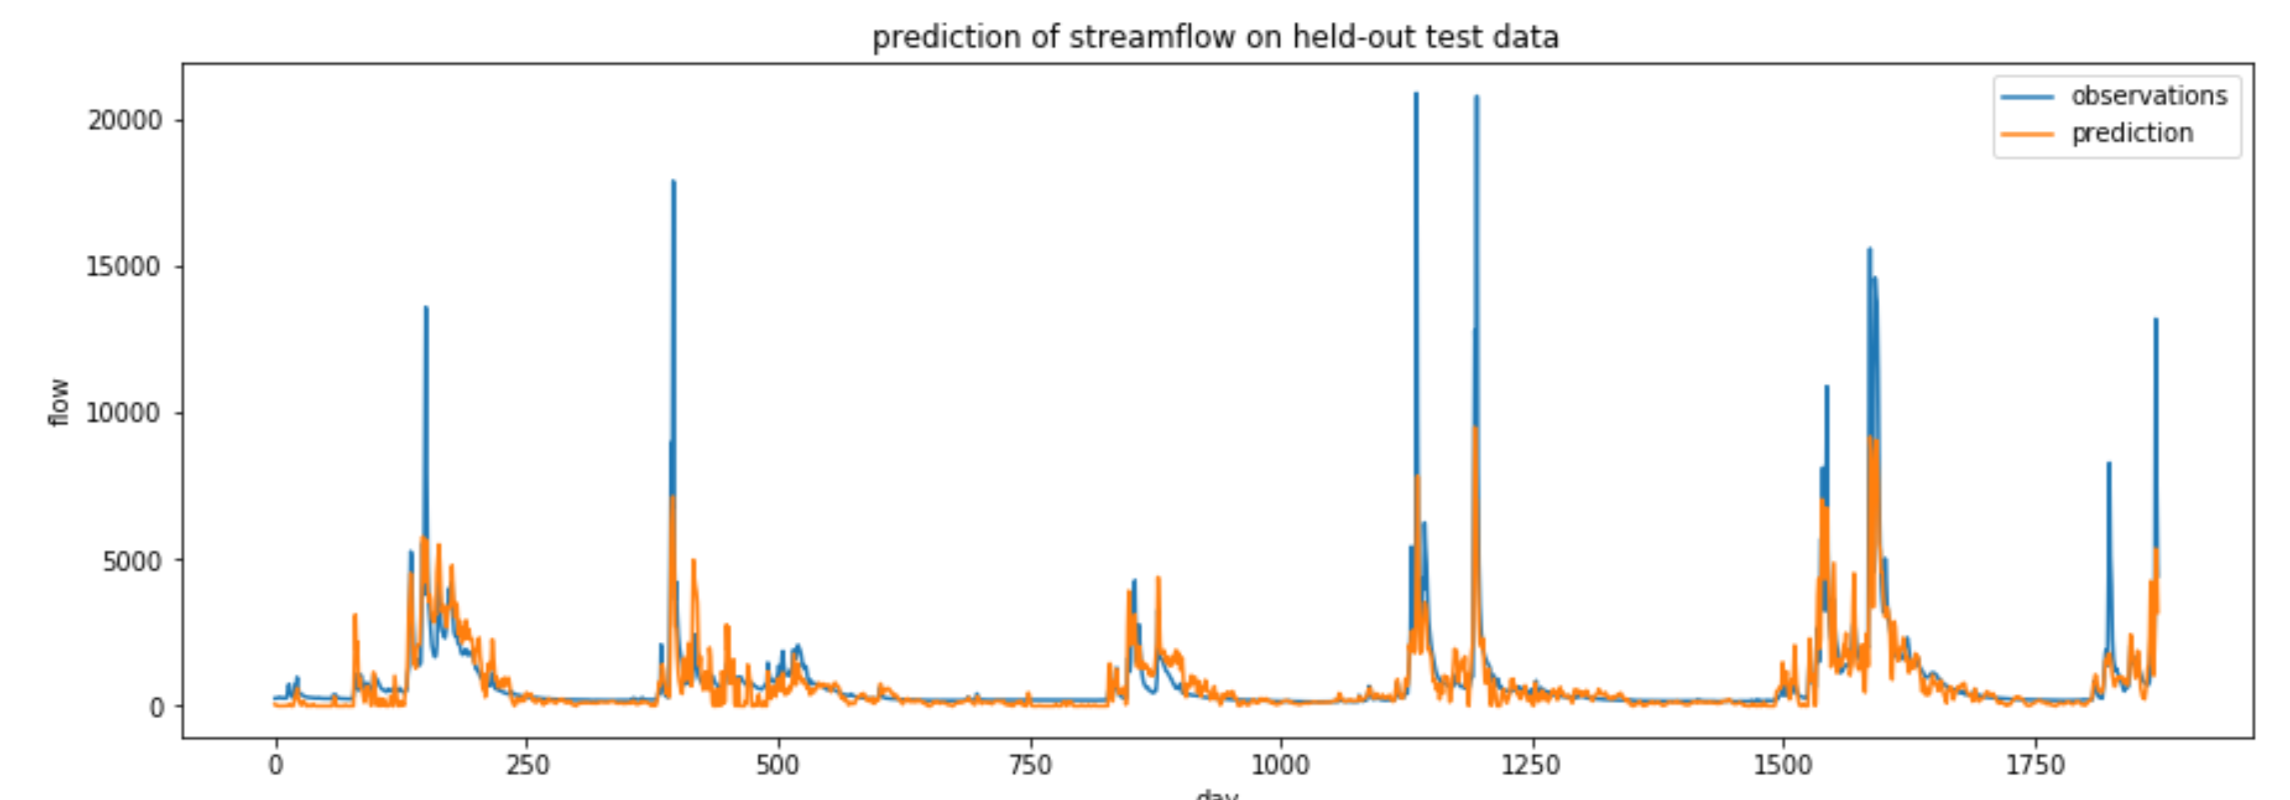 prediction of streamflow on held-out test data
observations
prediction
flow
20000
15000
10000
5000
0
0 250 500 750 1000 1250 1500 1750
day